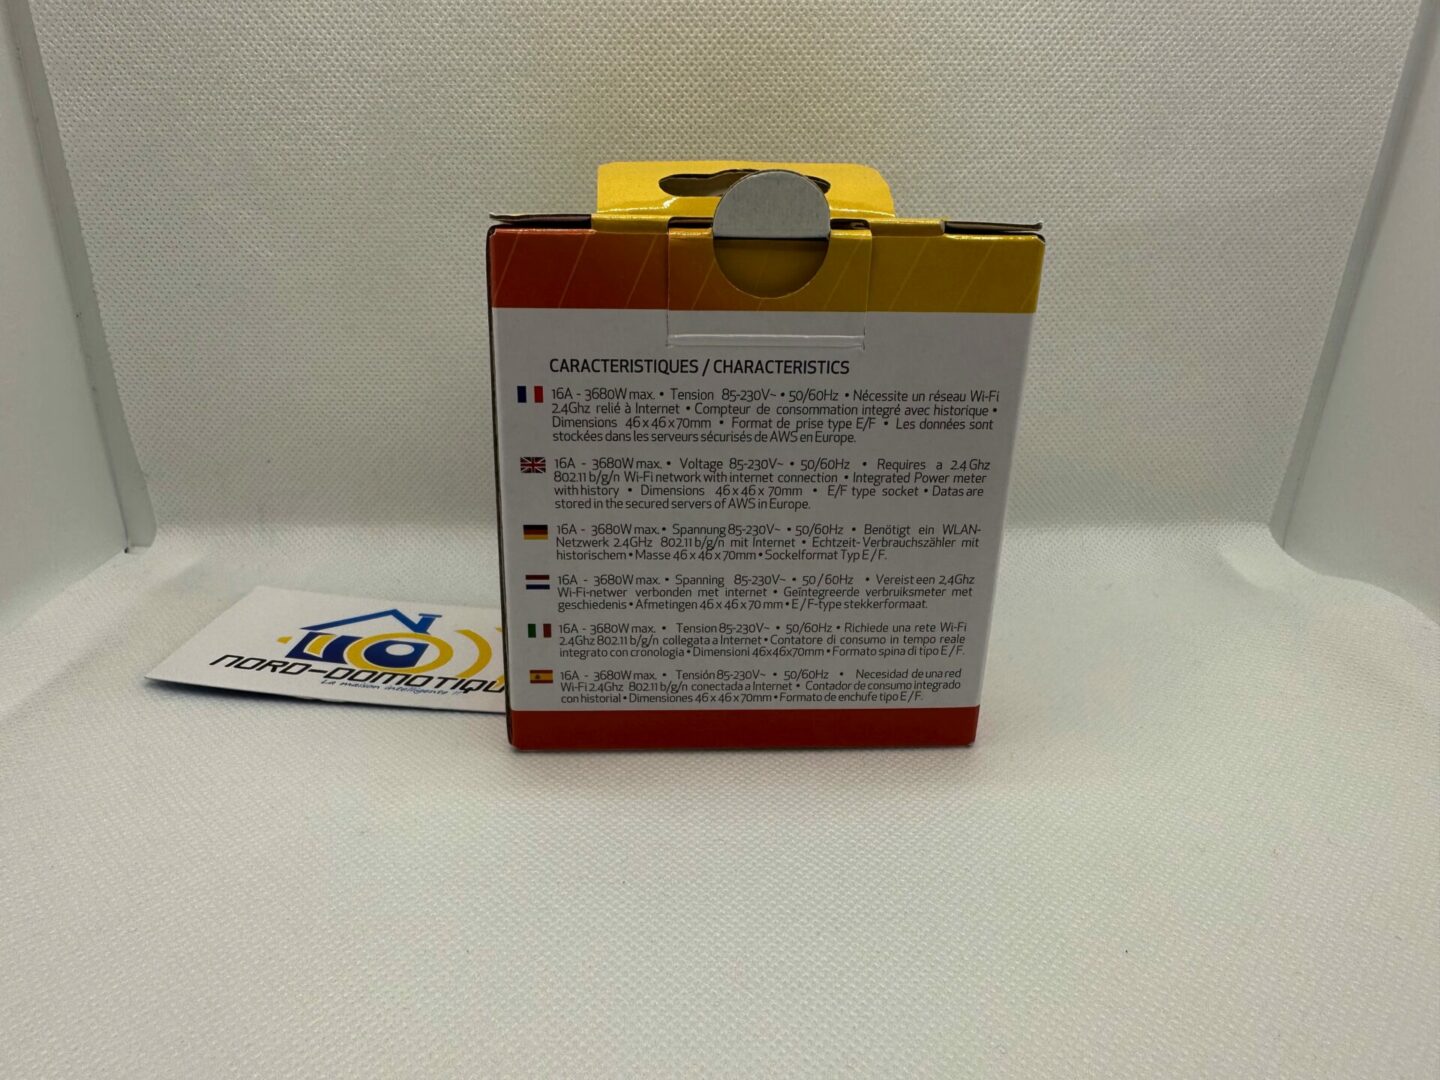 CARACTERISTIQUES / CHARACTERISTICS
16A - 3680W max. • Tension 85-230V~ • 50/60Hz • Nécessite un réseau Wi-Fi
2.4Ghz relié à Internet • Compteur de consommation integré avec historique •
Dimensions 46 x 46 x 70mm • Format de prise type E/F • Les données sont
stockées dans les serveurs sécurisés de AWS en Europe.
16A - 3680W max. • Voltage 85-230V~ • 50/60Hz • Requires a 2.4 Ghz
802.11 b/g/n Wi-Fi network with internet connection • Integrated Power meter
with history • Dimensions 46 x 46 x 70mm • E/F type socket • Datas are
stored in the secured servers of AWS in Europe.
16A - 3680W max. • Spannung 85-230V~ • 50/60Hz • Benötigt ein WLAN-
Netzwerk 2.4GHz 802.11 b/g/n mit Internet • Echtzeit-Verbrauchszähler mit
historischem • Masse 46 x 46 x 70mm • Sockelformat Typ E / F.
16A - 3680W max. • Spanning 85-230V~ • 50/60Hz • Vereist een 2,4Ghz
Wi-Fi-netwer verbonden met internet • Geïntegreerde verbruiksmeter met
geschiedenis • Afmetingen 46 x 46 x 70 mm • E / F-type stekkerformaat.
16A - 3680W max. • Tension 85-230V~ • 50/60Hz • Richiede una rete Wi-Fi
2.4Ghz 802.11 b/g/n collegata a Internet • Contatore di consumo in tempo reale
integrato con cronologia • Dimensioni 46x46x70mm • Formato spina di tipo E / F.
16A - 3680W max. • Tensión 85-230V~ • 50/60Hz • Necesidad de una red
Wi-Fi 2.4Ghz 802.11 b/g/n conectada a Internet • Contador de consumo integrado
con historial • Dimensiones 46 x 46 x 70mm • Formato de enchufe tipo E / F.
NORD-DOMOTIQU
La maison intelligente !!